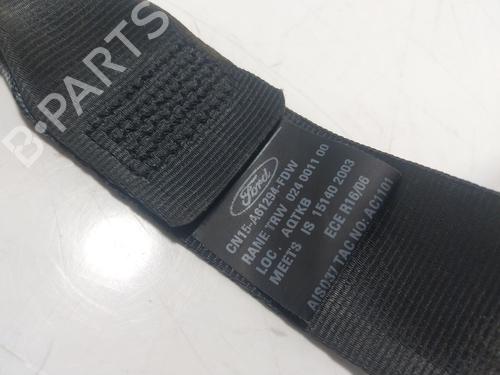 B-PARTS
Ford
CN15-A61294-FDW
RANE TRW 024 0011 00
LOC : AQTKB
MEETS IS 15140 2003
ECE R16/06
AIS037 TAC NO: AC1101